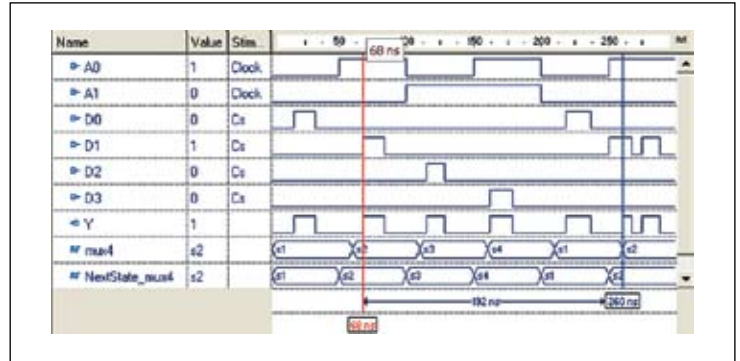 Name Value Stim... 50 100 150 200 250
68 ns
A0 1 Clock
A1 0 Clock
D0 0 Cs
D1 1 Cs
D2 0 Cs
D3 0 Cs
Y 1
mux4 s2 s1 s2 s3 s4 s1 s2
NextState_mux4 s2 s1 s2 s3 s4 s1 s2
192 ns 260 ns
68 ns